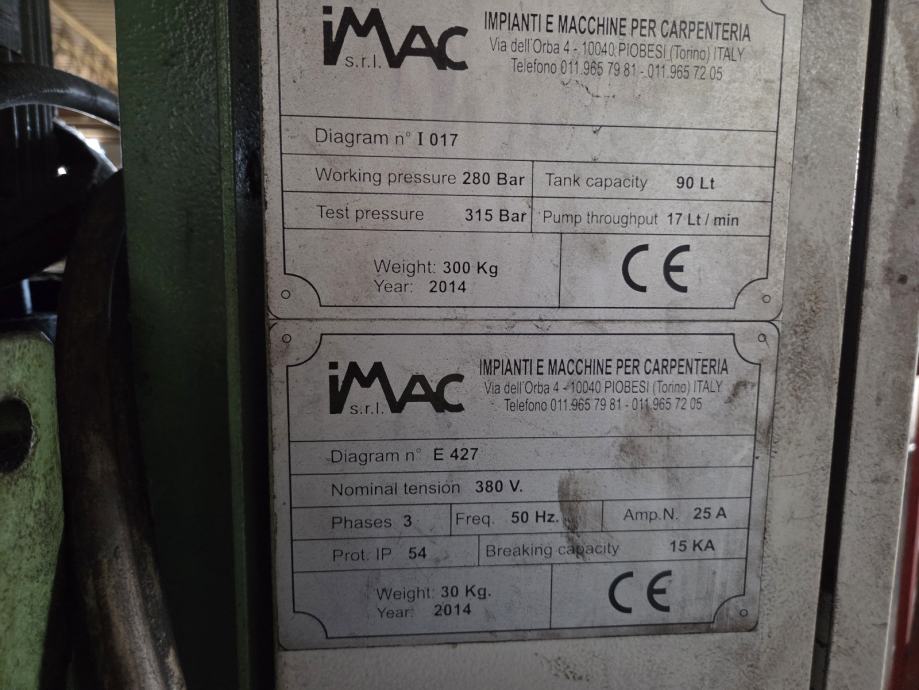 iMAC s.r.l.
IMPIANTI E MACCHINE PER CARPENTERIA
Via dell'Orba 4 - 10040 PIOBESI (Torino) ITALY
Telefono 011.965 79 81 - 011.965 72 05
Diagram n° I 017
Working pressure 280 Bar Tank capacity 90 Lt
Test pressure 315 Bar Pump throughput 17 Lt / min
Weight: 300 Kg
Year: 2014
CE
iMAC s.r.l.
IMPIANTI E MACCHINE PER CARPENTERIA
Via dell'Orba 4 - 10040 PIOBESI (Torino) ITALY
Telefono 011.965 79 81 - 011.965 72 05
Diagram n° E 427
Nominal tension 380 V.
Phases 3 Freq. 50 Hz. Amp.N. 25 A
Prot. IP 54 Breaking capacity 15 KA
Weight: 30 Kg.
Year: 2014
CE